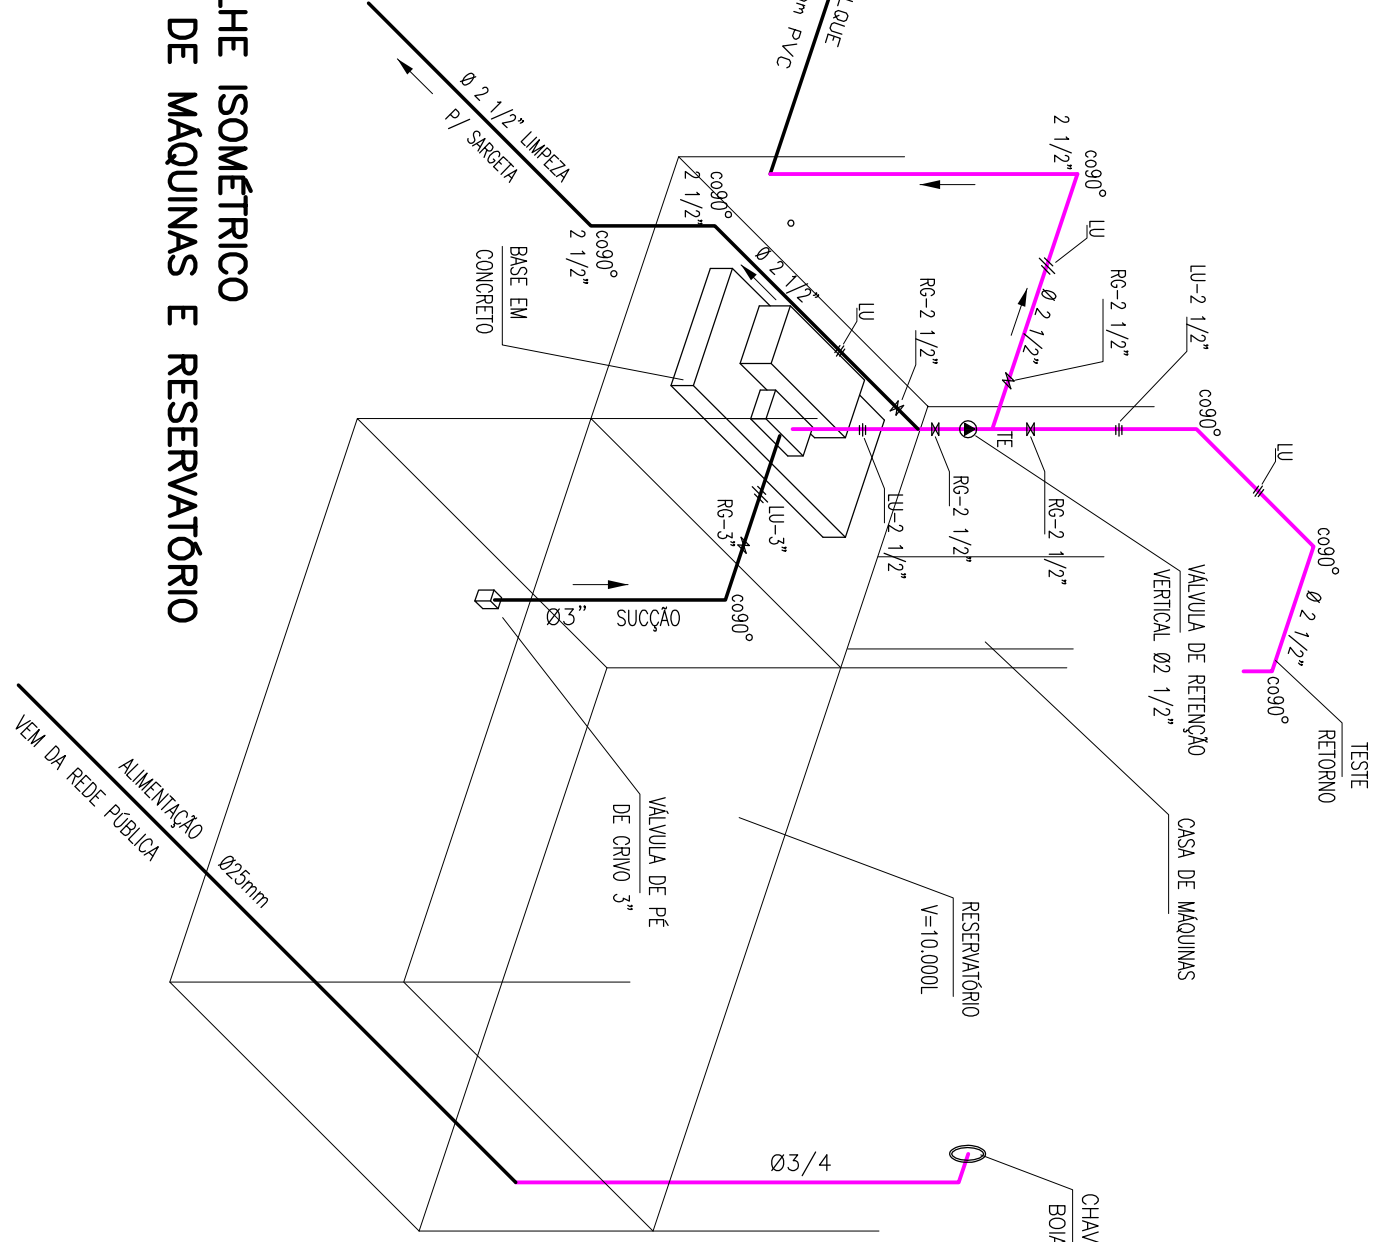 LHE ISOMÉTRICO
DE MÁQUINAS E RESERVATÓRIO
LQUE
PVC
Ø 2 1/2" LIMPEZA
P/ SARGETA
co90°
2 1/2"
co90°
2 1/2"
co90°
2 1/2"
Ø 2 1/2"
BASE EM
CONCRETO
LU
LU
Ø 2 1/2"
RG-2 1/2"
RG-2 1/2"
LU-2 1/2"
co90°
LU
co90°
Ø 2 1/2"
co90°
TESTE
RETORNO
TE
RG-2 1/2"
RG-2 1/2"
LU-2 1/2"
VÁLVULA DE RETENÇÃO
VERTICAL Ø2 1/2"
LU-3"
RG-3"
co90°
Ø3"
SUCÇÃO
CASA DE MÁQUINAS
VÁLVULA DE PÉ
DE CRIVO 3"
RESERVATÓRIO
V=10.000L
ALIMENTAÇÃO
Ø25mm
VEM DA REDE PÚBLICA
Ø3/4
CHAV
BOIA